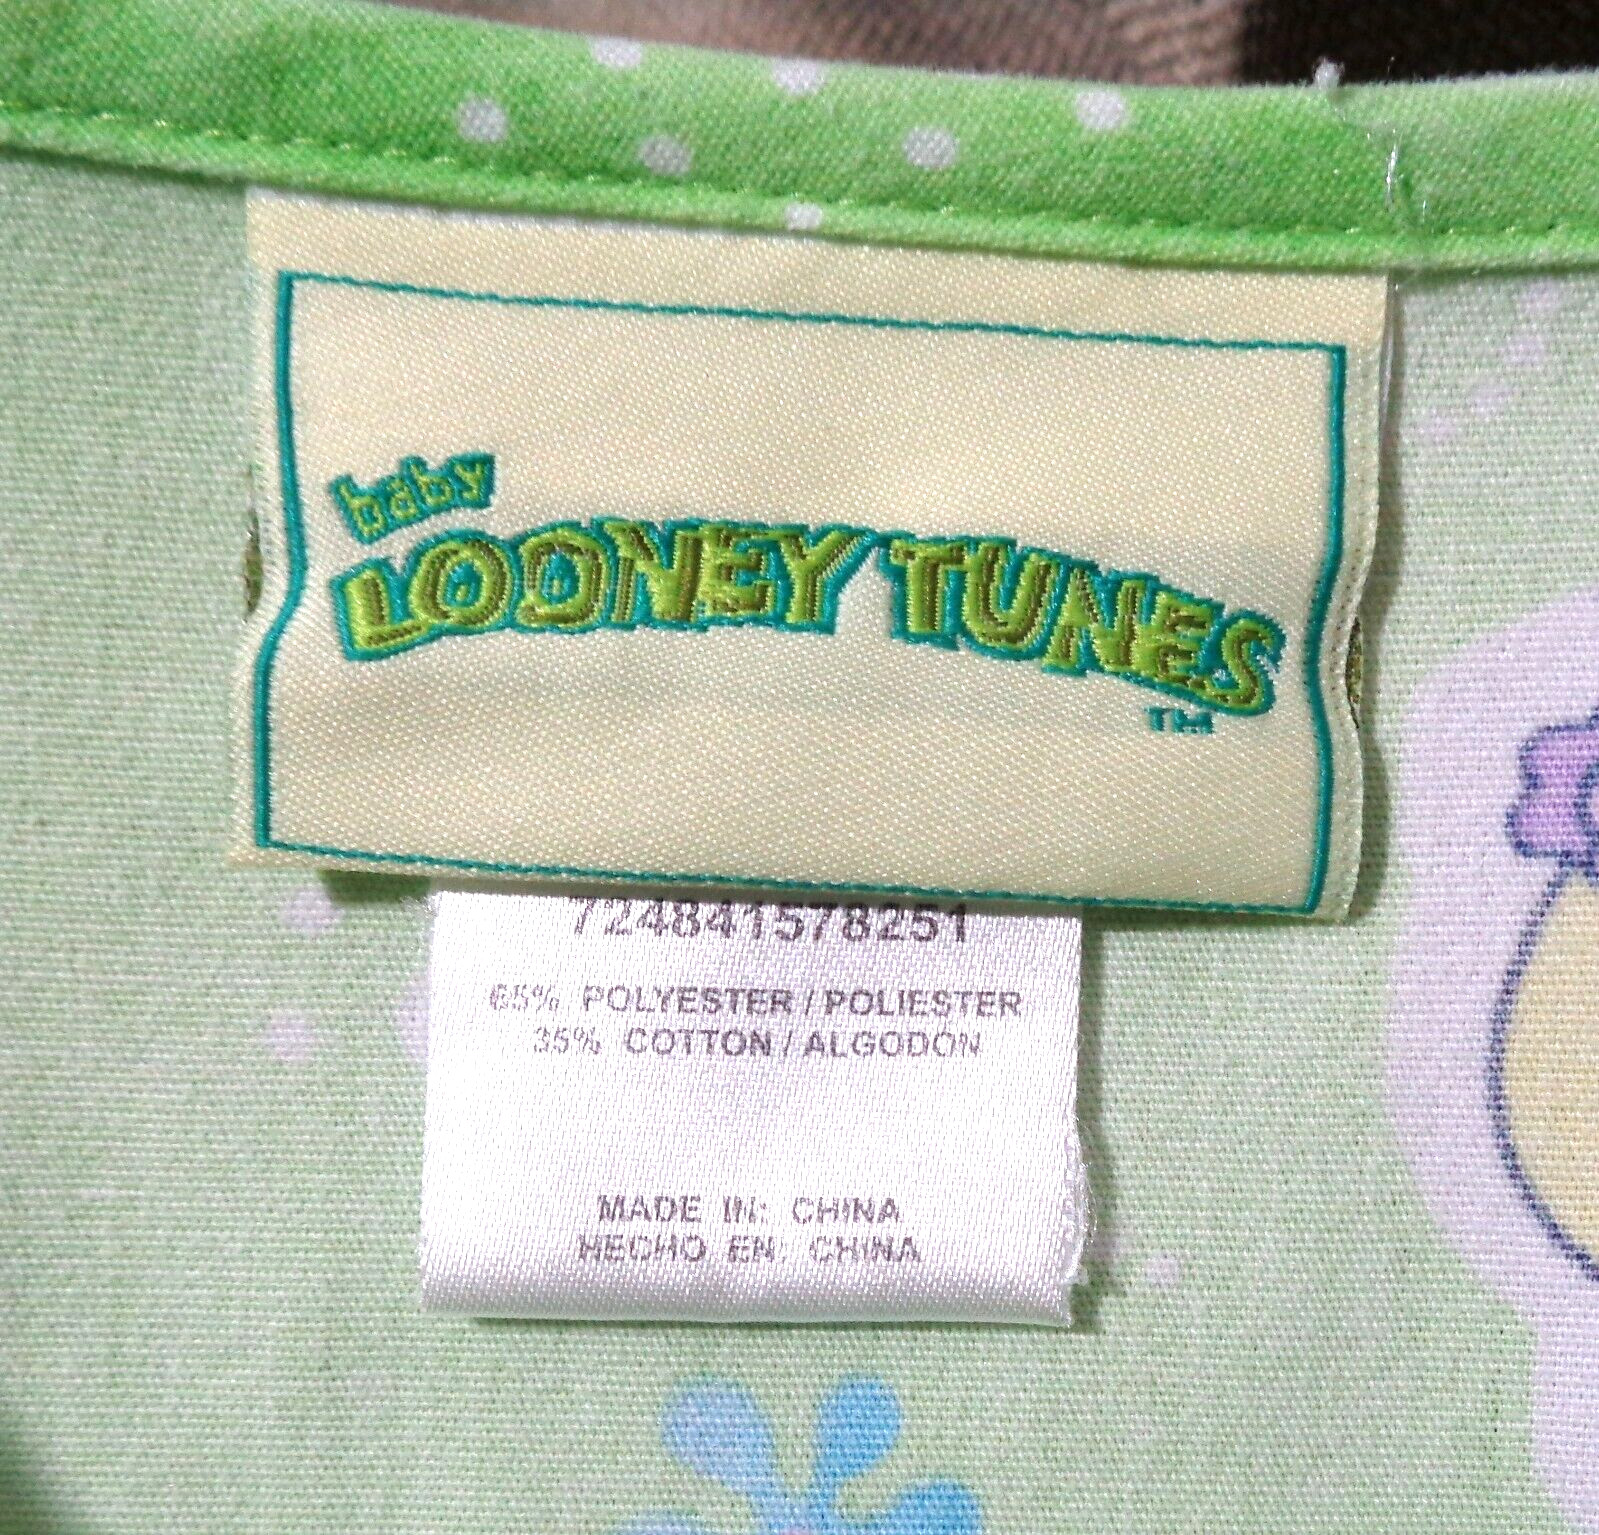 baby
LOONEY TUNES
TM
724841578251
65% POLYESTER / POLIESTER
35% COTTON / ALGODON
MADE IN: CHINA
HECHO EN: CHINA